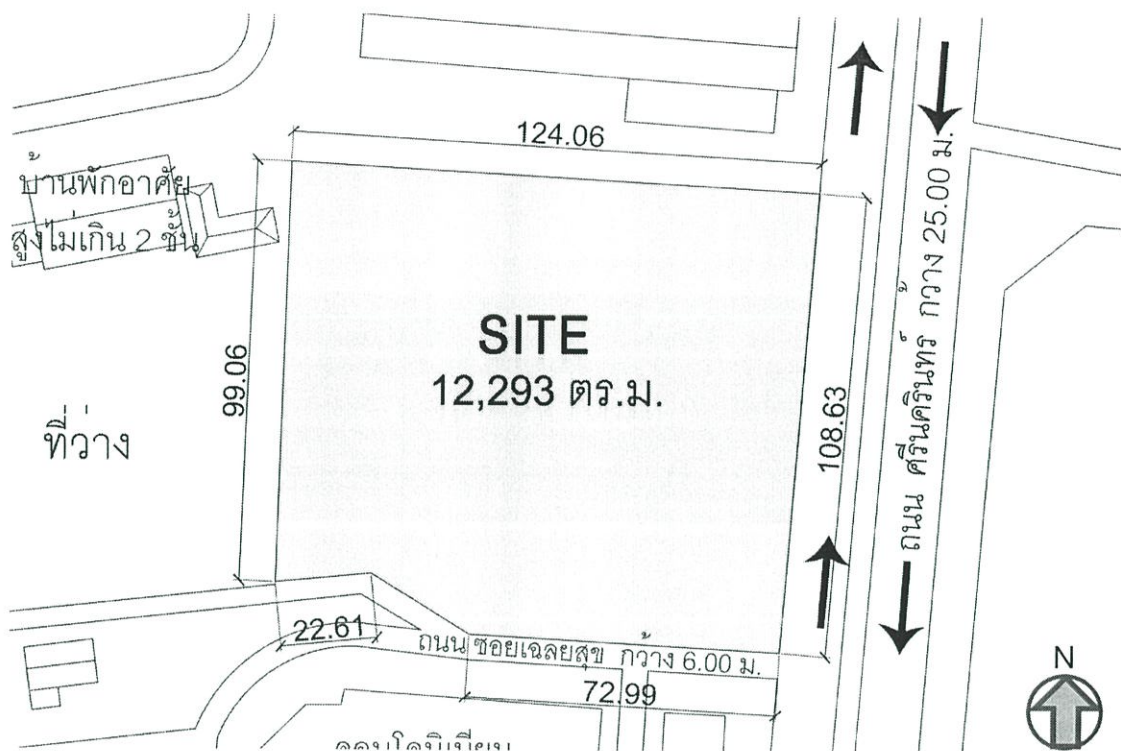 124.06
บ้านพักอาศัย
สูงไม่เกิน 2 ชั้น
ถนน ศรีนครินทร์ กว้าง 25.00 ม.
SITE
12,293 ตร.ม.
99.06
108.63
ที่ว่าง
22.61
ถนน ซอยเฉลยสุข กว้าง 6.00 ม.
72.99
N